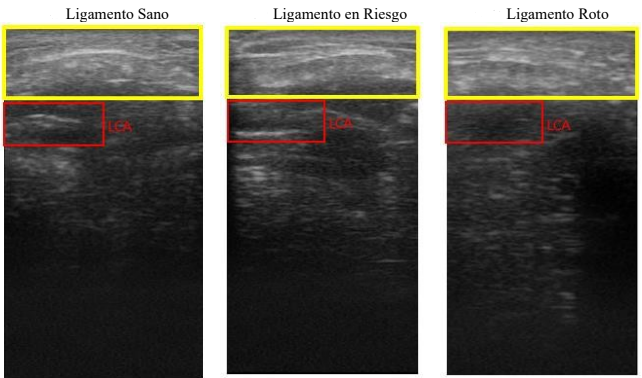 Ligamento Sano
Ligamento en Riesgo
Ligamento Roto
LCA
LCA
LCA